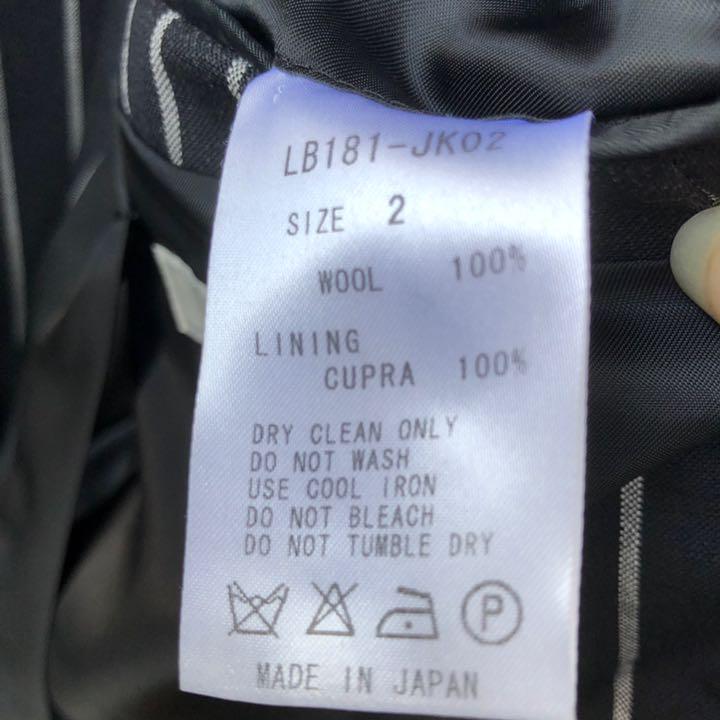 LB181-JK02
SIZE 2
WOOL 100%
LINING
CUPRA 100%
DRY CLEAN ONLY
DO NOT WASH
USE COOL IRON
DO NOT BLEACH
DO NOT TUMBLE DRY
P
MADE IN JAPAN